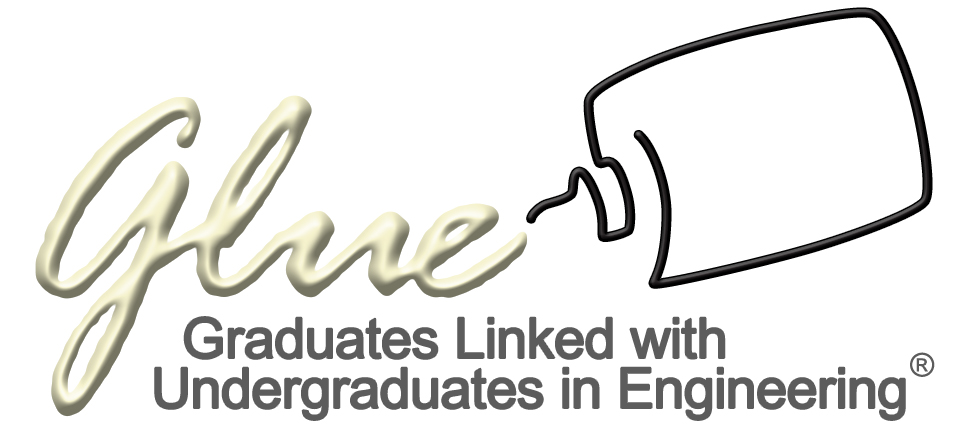 Glue
Graduates Linked with
Undergraduates in Engineering®